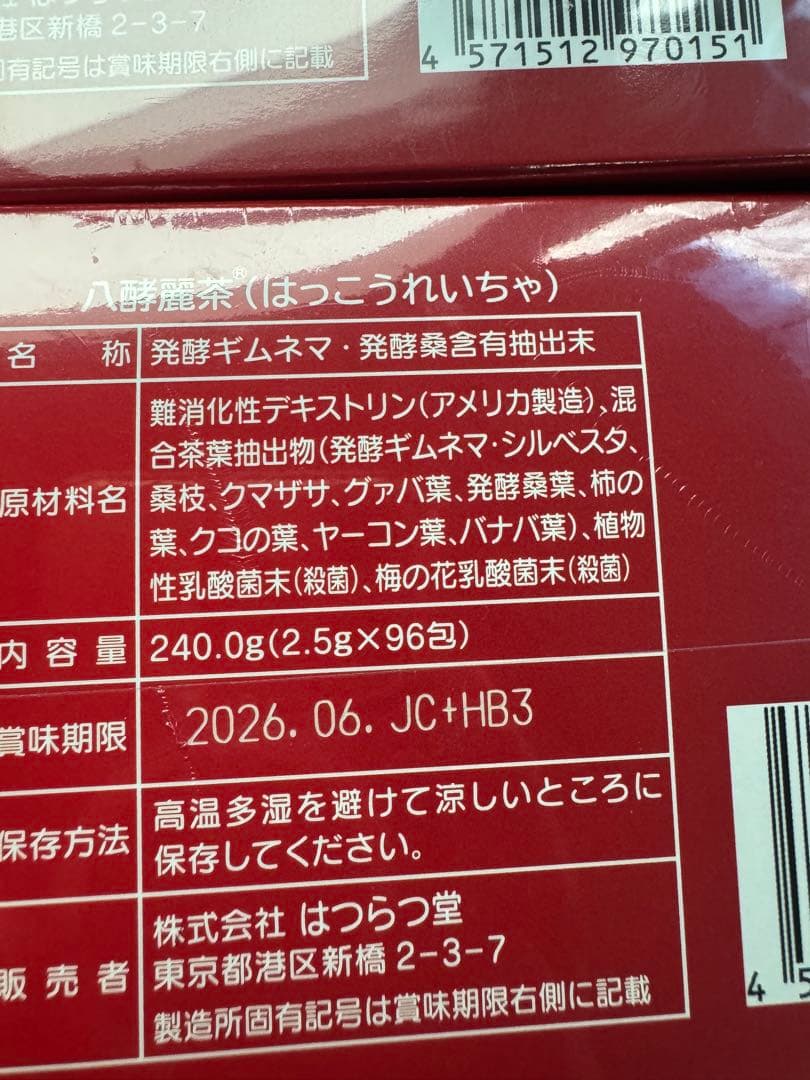 港区新橋2-3-7
固有記号は賞味期限右側に記載
4 571512 970151
八酵麗茶®(はっこうれいちゃ)
名称 発酵ギムネマ・発酵桑含有抽出末
原材料名 難消化性デキストリン(アメリカ製造)、混
合茶葉抽出物(発酵ギムネマ・シルベスタ、
桑枝、クマザサ、グァバ葉、発酵桑葉、柿の
葉、クコの葉、ヤーコン葉、バナバ葉)、植物
性乳酸菌末(殺菌)、梅の花乳酸菌末(殺菌)
内容量 240.0g(2.5g×96包)
賞味期限 2026.06.JC+HB3
保存方法 高温多湿を避けて涼しいところに
保存してください。
販売者 株式会社 はつらつ堂
東京都港区新橋2-3-7
製造所固有記号は賞味期限右側に記載
4